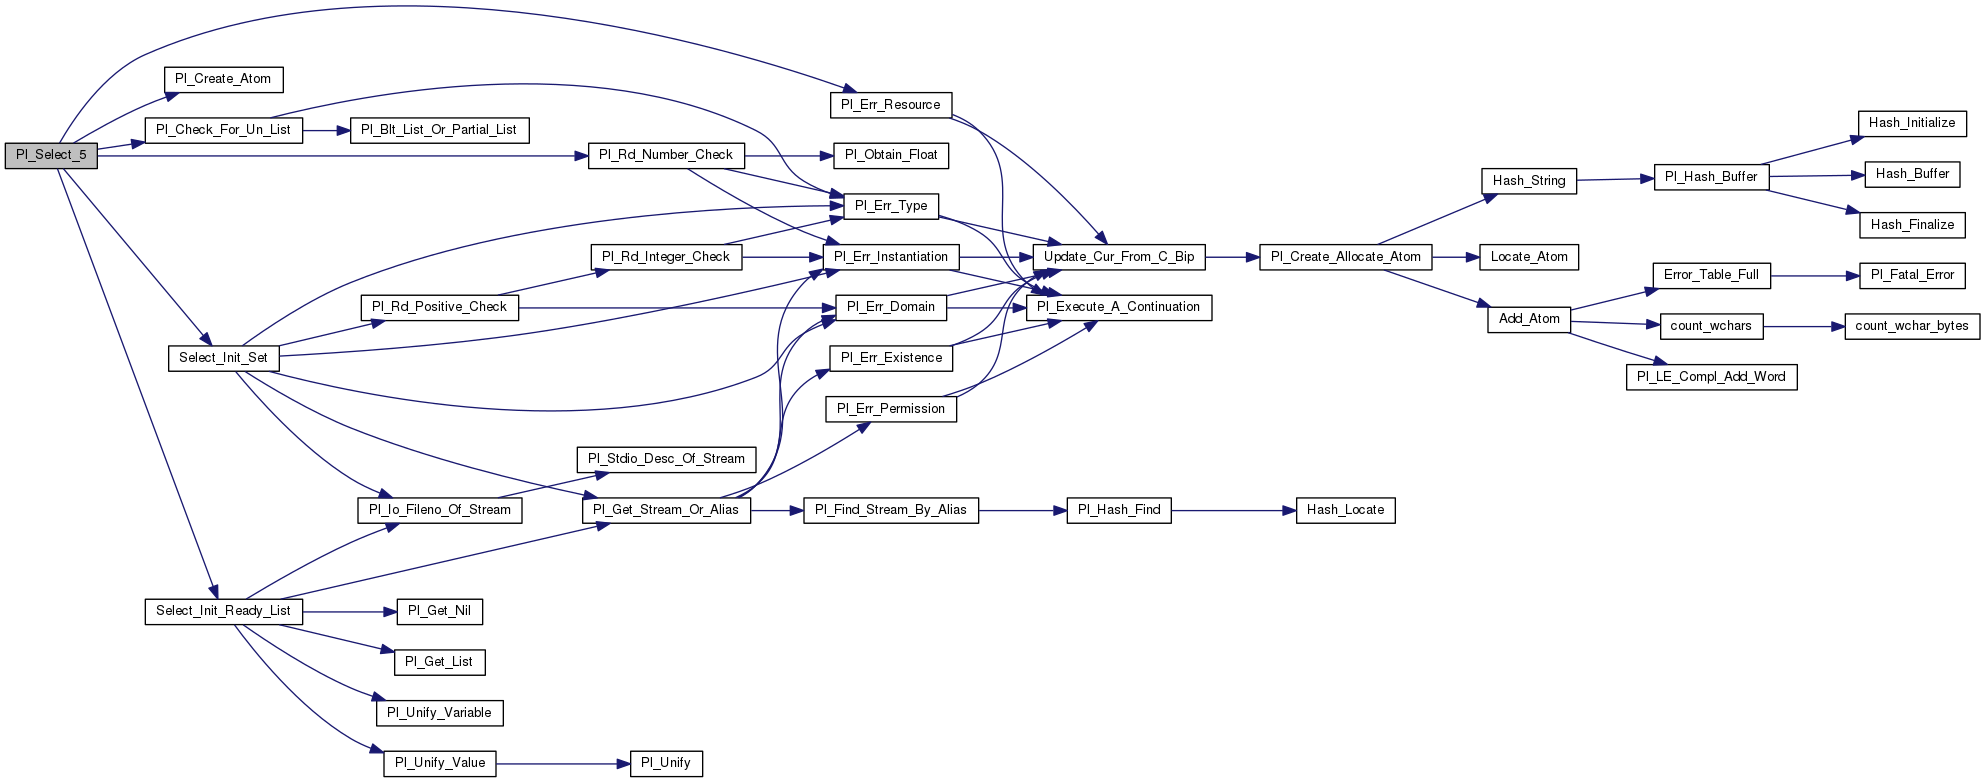 Pl_Select_5
Pl_Create_Atom
Pl_Check_For_Un_List
Pl_Blt_List_Or_Partial_List
Pl_Rd_Number_Check
Pl_Obtain_Float
Pl_Err_Resource
Pl_Err_Type
Pl_Rd_Integer_Check
Pl_Err_Instantiation
Update_Cur_From_C_Bip
Pl_Rd_Positive_Check
Pl_Err_Domain
Pl_Execute_A_Continuation
Select_Init_Set
Pl_Err_Existence
Pl_Err_Permission
Pl_Stdio_Desc_Of_Stream
Pl_Io_Fileno_Of_Stream
Pl_Get_Stream_Or_Alias
Pl_Find_Stream_By_Alias
Pl_Hash_Find
Hash_Locate
Select_Init_Ready_List
Pl_Get_Nil
Pl_Get_List
Pl_Unify_Variable
Pl_Unify_Value
Pl_Unify
Pl_Create_Allocate_Atom
Hash_String
Pl_Hash_Buffer
Hash_Initialize
Hash_Buffer
Hash_Finalize
Locate_Atom
Add_Atom
Error_Table_Full
Pl_Fatal_Error
count_wchars
count_wchar_bytes
Pl_LE_Compl_Add_Word